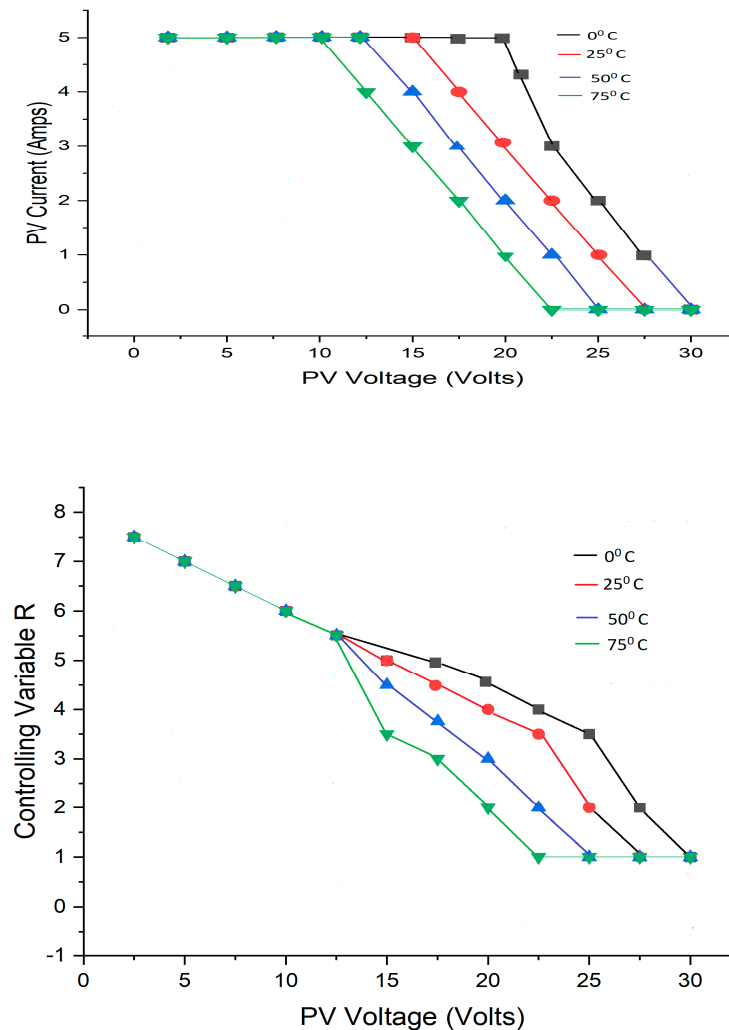 PV Current (Amps)
5
4
3
2
1
0
0⁰ C
25⁰ C
50⁰ C
75⁰ C
0 5 10 15 20 25 30
PV Voltage (Volts)
Controlling Variable R
8
7
6
5
4
3
2
1
0
-1
0⁰ C
25⁰ C
50⁰ C
75⁰ C
0 5 10 15 20 25 30
PV Voltage (Volts)